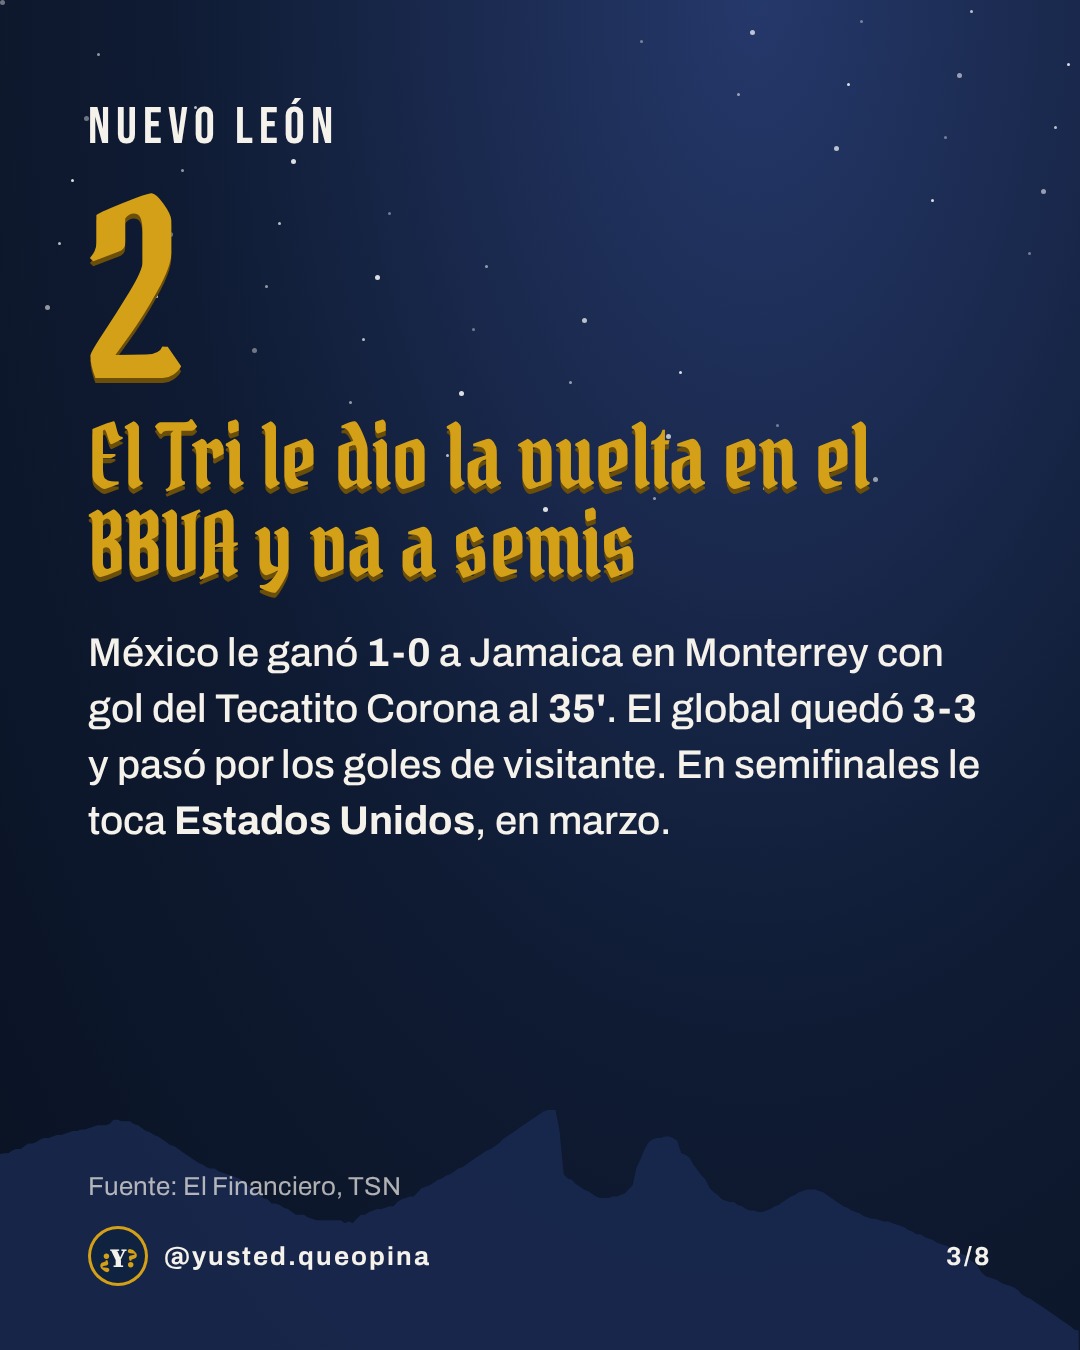 NUEVO LEÓN
2
El Tri le dio la vuelta en el
BBVA y va a semis
México le ganó 1-0 a Jamaica en Monterrey con
gol del Tecatito Corona al 35'. El global quedó 3-3
y pasó por los goles de visitante. En semifinales le
toca Estados Unidos, en marzo.
Fuente: El Financiero, TSN
¿Y?
@yusted.queopina
3/8